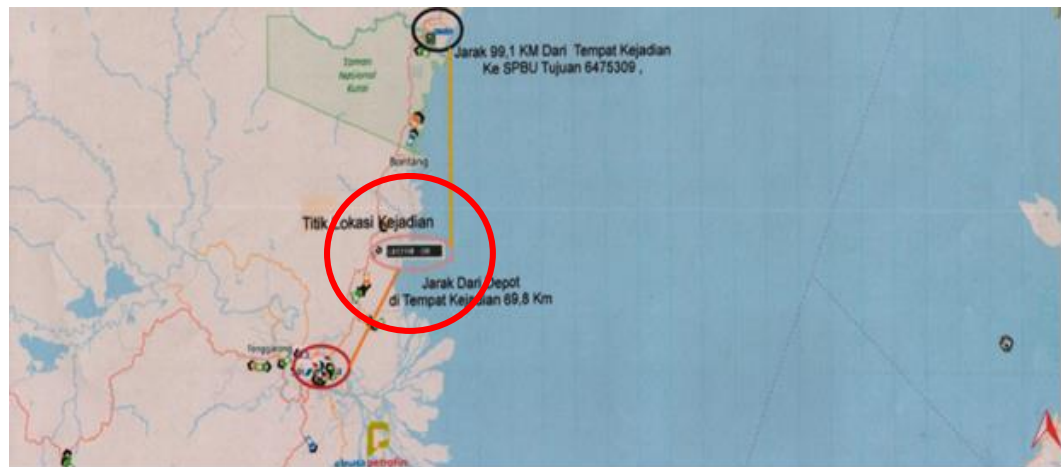 Taman
Nasional
Kutai
Jarak 99,1 KM Dari Tempat Kejadian
Ke SPBU Tujuan 6475309 ,
Bontang
Titik Lokasi Kejadian
Jarak Dari Depot
di Tempat Kejadian 69,8 Km
Tenggarong